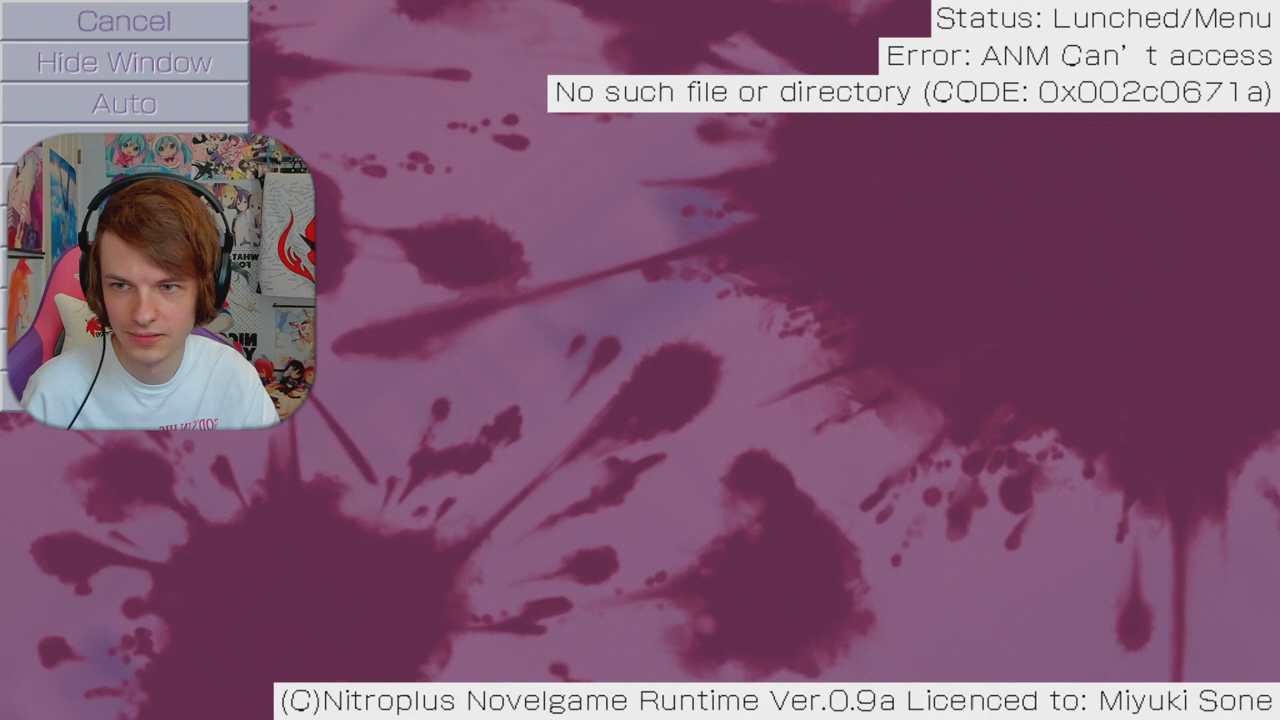 Cancel
Status: Lunched/Menu
Hide Window
Error: ANM Can't access
Auto
No such file or directory (CODE: 0x002c0671a)
WHAT
(C)Nitroplus Novelgame Runtime Ver.0.9a Licenced to: Miyuki Sone